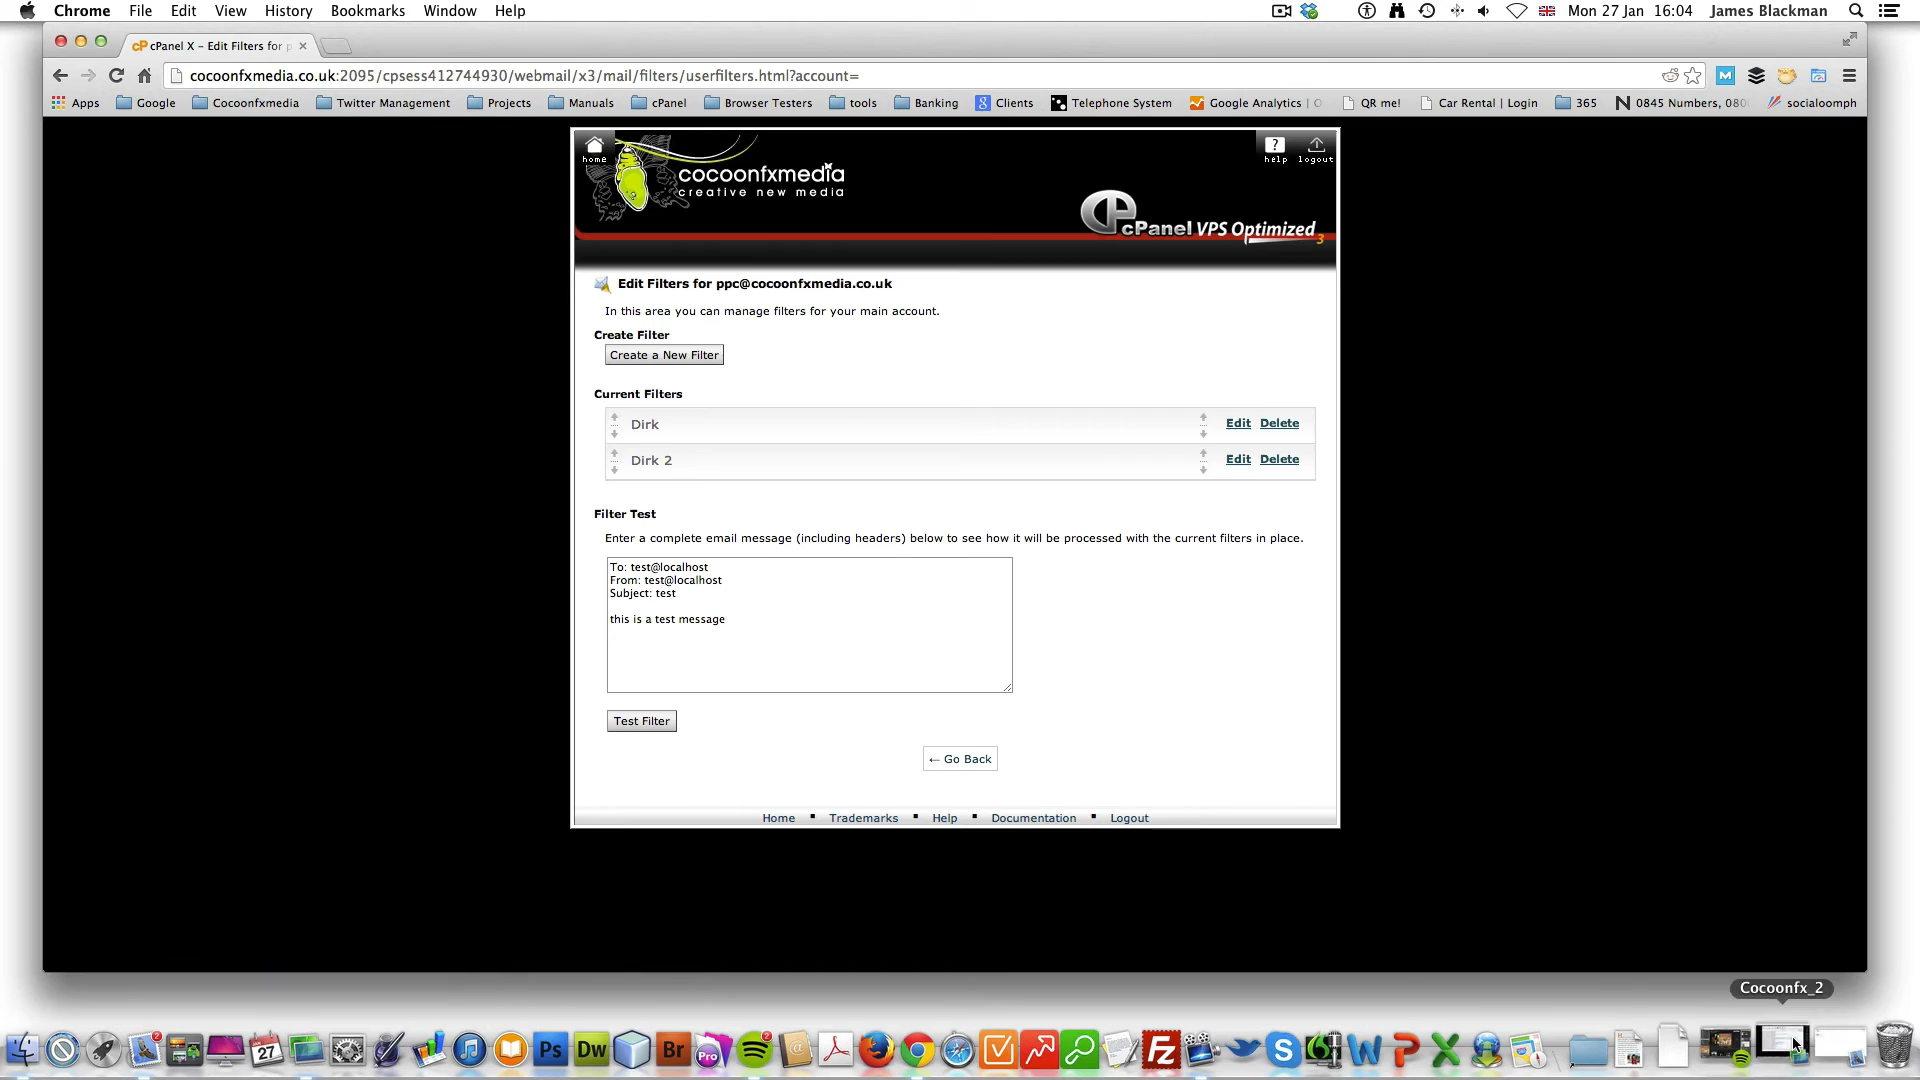 Chrome File Edit View History Bookmarks Window Help Mon 27 Jan 16:04 James Blackman
cPanel X – Edit Filters for p
cocoonfxmedia.co.uk:2095/cpsess412744930/webmail/x3/mail/filters/userfilters.html?account=
Apps Google Cocoonfxmedia Twitter Management Projects Manuals cPanel Browser Testers tools Banking Clients Telephone System Google Analytics | QR me! Car Rental | Login 365 0845 Numbers, 080 socialoomph
home help logout
cocoonfxmedia
creative new media
cPanel VPS Optimized 3
Edit Filters for ppc@cocoonfxmedia.co.uk
In this area you can manage filters for your main account.
Create Filter
Create a New Filter
Current Filters
Dirk Edit Delete
Dirk 2 Edit Delete
Filter Test
Enter a complete email message (including headers) below to see how it will be processed with the current filters in place.
To: test@localhost
From: test@localhost
Subject: test
this is a test message
Test Filter
← Go Back
Home Trademarks Help Documentation Logout
Cocoonfx_2
27 Ps Dw Br Pro